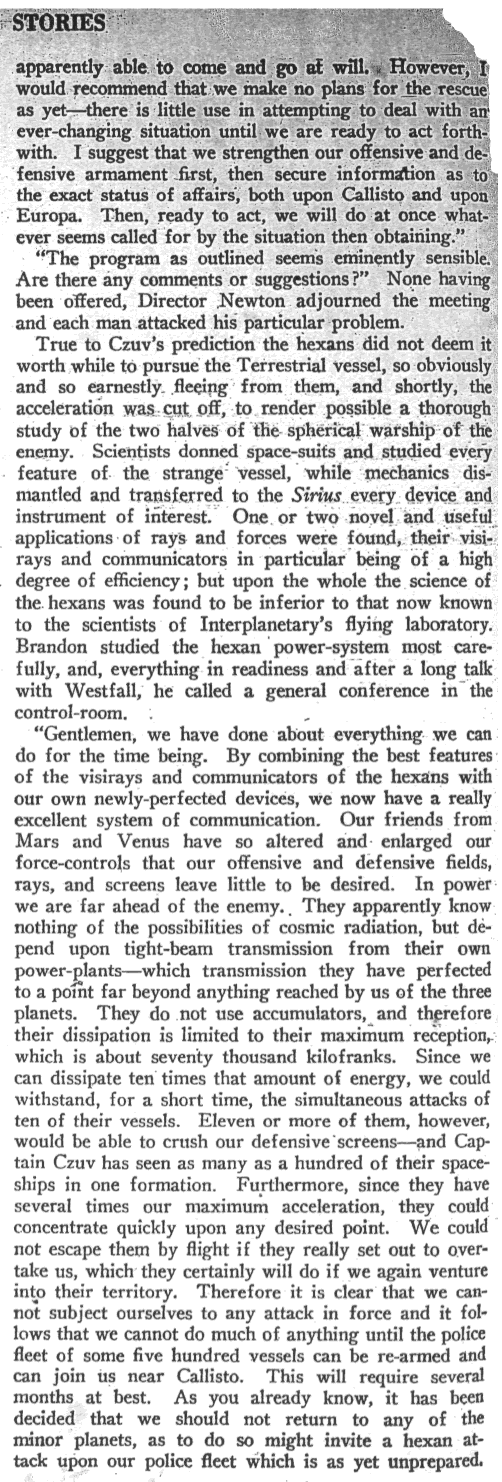 STORIES
apparently able to come and go at will. However, I
would recommend that we make no plans for the rescue
as yet—there is little use in attempting to deal with an
ever-changing situation until we are ready to act forth-
with. I suggest that we strengthen our offensive and de-
fensive armament first, then secure information as to
the exact status of affairs, both upon Callisto and upon
Europa. Then, ready to act, we will do at once what-
ever seems called for by the situation then obtaining."
"The program as outlined seems eminently sensible.
Are there any comments or suggestions?" None having
been offered, Director Newton adjourned the meeting
and each man attacked his particular problem.
True to Czuv's prediction the hexans did not deem it
worth while to pursue the Terrestrial vessel, so obviously
and so earnestly fleeing from them, and shortly, the
acceleration was cut off, to render possible a thorough
study of the two halves of the spherical warship of the
enemy. Scientists donned space-suits and studied every
feature of the strange vessel, while mechanics dis-
mantled and transferred to the Sirius every device and
instrument of interest. One or two novel and useful
applications of rays and forces were found, their visi-
rays and communicators in particular being of a high
degree of efficiency; but upon the whole the science of
the hexans was found to be inferior to that now known
to the scientists of Interplanetary's flying laboratory.
Brandon studied the hexan power-system most care-
fully, and, everything in readiness and after a long talk
with Westfall, he called a general conference in the
control-room.
"Gentlemen, we have done about everything we can
do for the time being. By combining the best features
of the visirays and communicators of the hexans with
our own newly-perfected devices, we now have a really
excellent system of communication. Our friends from
Mars and Venus have so altered and enlarged our
force-controls that our offensive and defensive fields,
rays, and screens leave little to be desired. In power
we are far ahead of the enemy. They apparently know
nothing of the possibilities of cosmic radiation, but de-
pend upon tight-beam transmission from their own
power-plants—which transmission they have perfected
to a point far beyond anything reached by us of the three
planets. They do not use accumulators, and therefore
their dissipation is limited to their maximum reception,
which is about seventy thousand kilofranks. Since we
can dissipate ten times that amount of energy, we could
withstand, for a short time, the simultaneous attacks of
ten of their vessels. Eleven or more of them, however,
would be able to crush our defensive screens—and Cap-
tain Czuv has seen as many as a hundred of their space-
ships in one formation. Furthermore, since they have
several times our maximum acceleration, they could
concentrate quickly upon any desired point. We could
not escape them by flight if they really set out to over-
take us, which they certainly will do if we again venture
into their territory. Therefore it is clear that we can-
not subject ourselves to any attack in force and it fol-
lows that we cannot do much of anything until the police
fleet of some five hundred vessels can be re-armed and
can join us near Callisto. This will require several
months at best. As you already know, it has been
decided that we should not return to any of the
minor planets, as to do so might invite a hexan at-
tack upon our police fleet which is as yet unprepared.